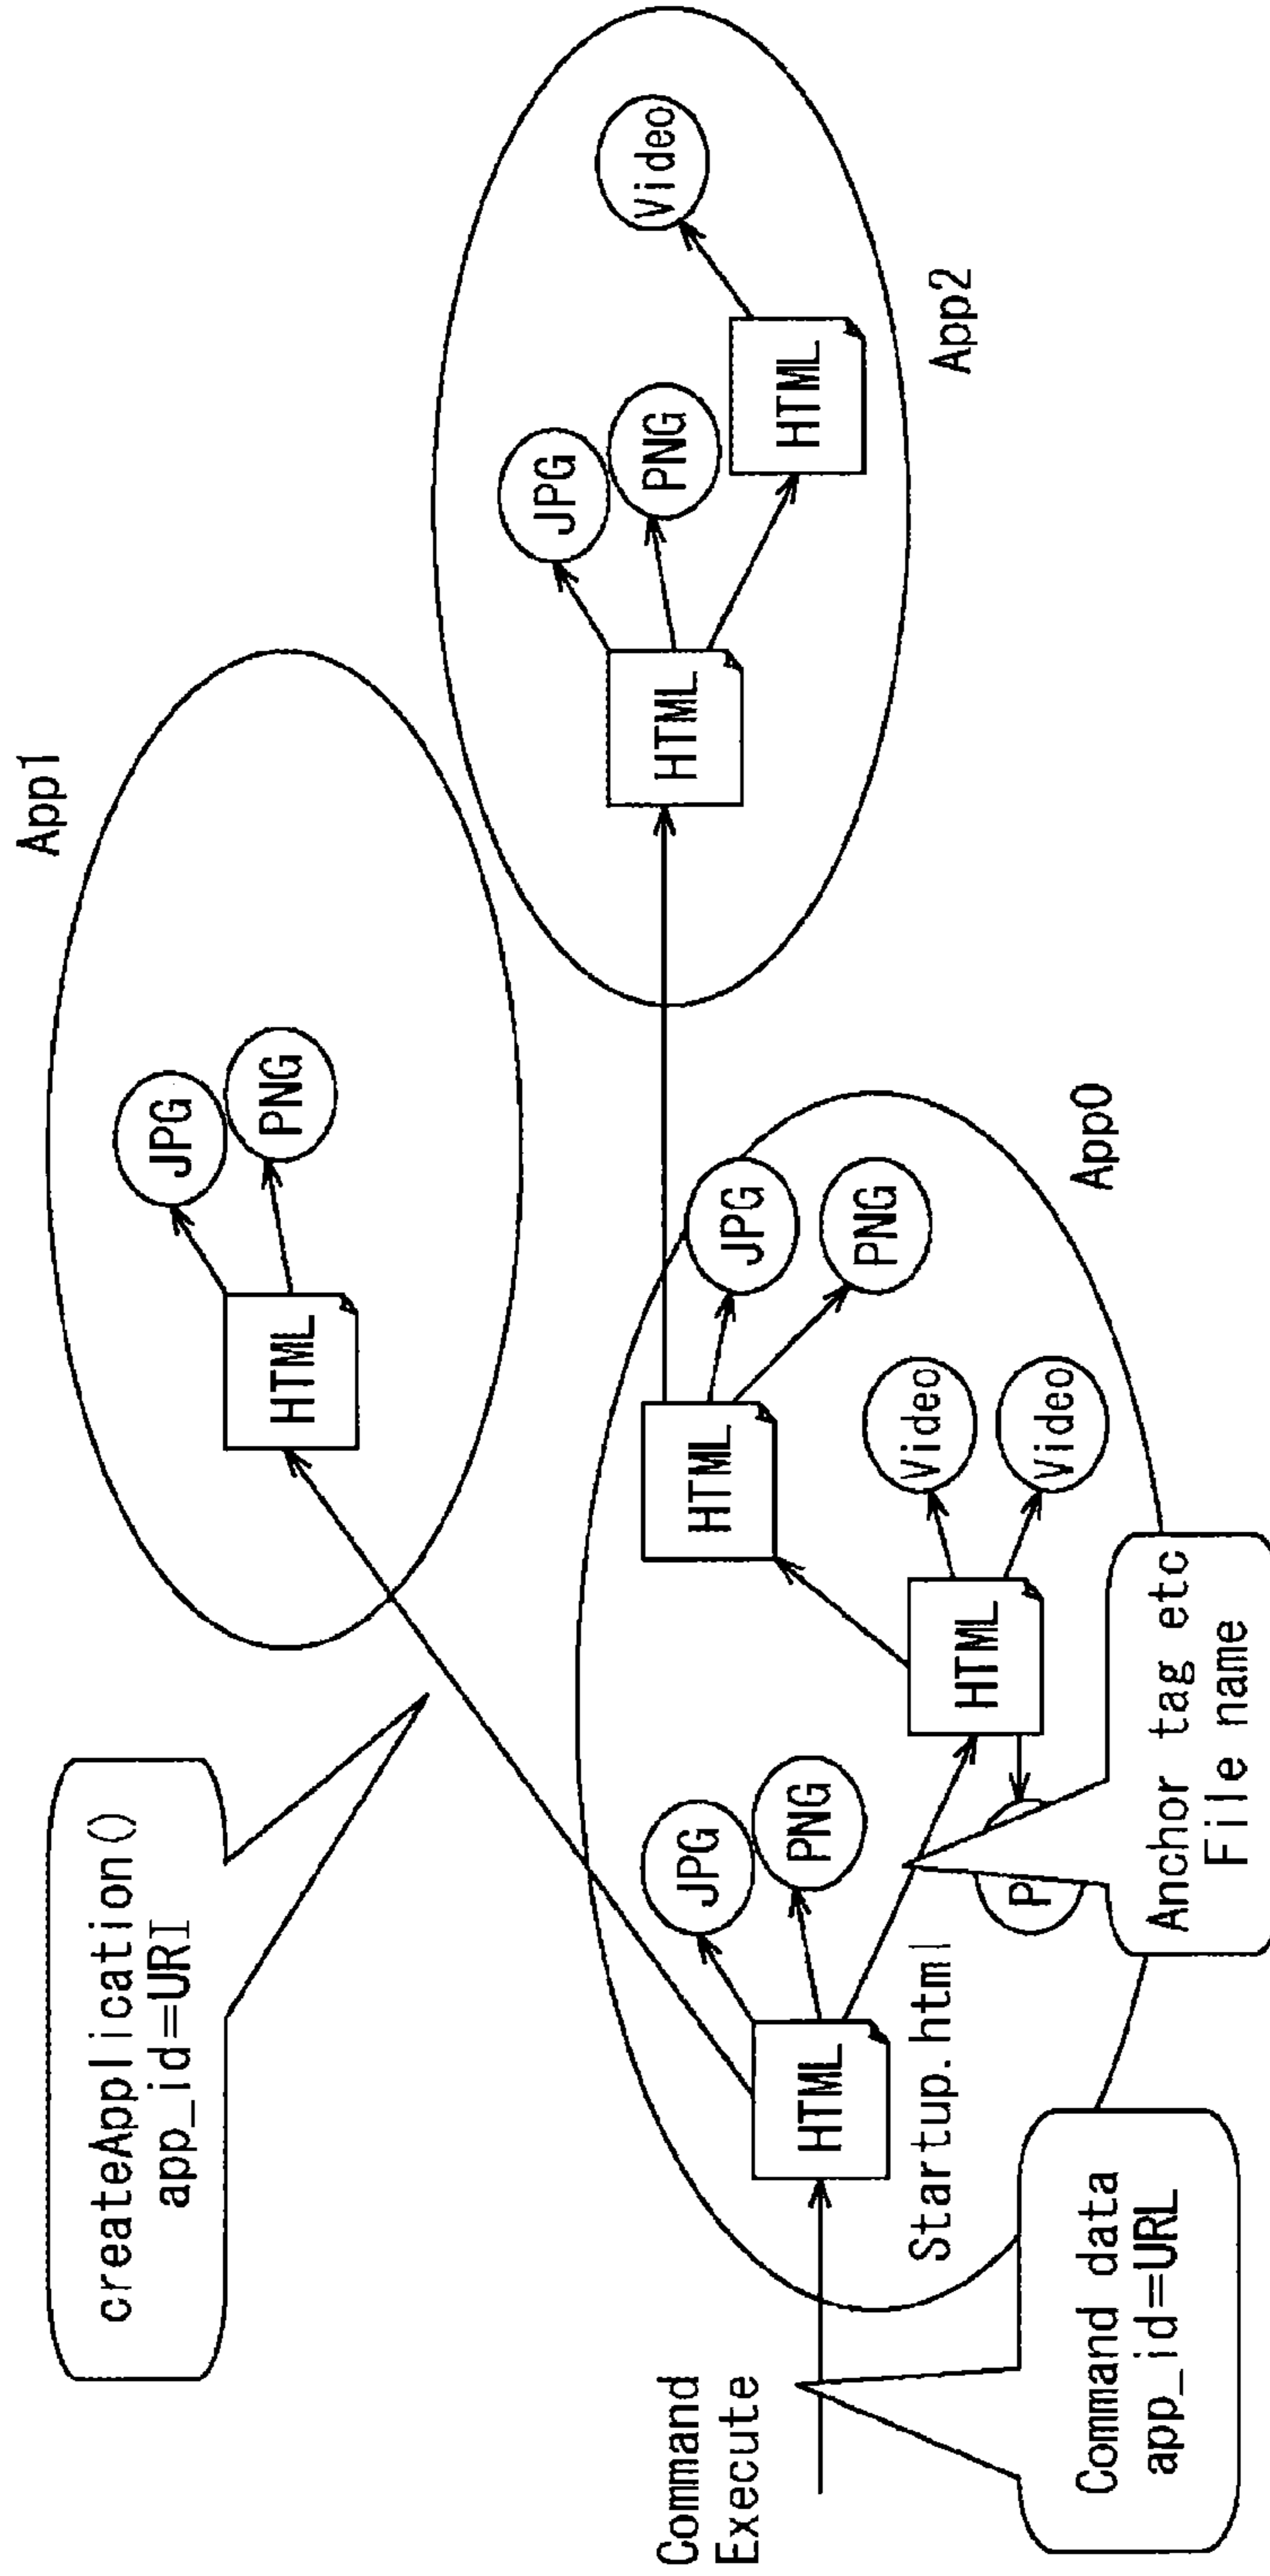 createApplication()
app_id=URI
App1
JPG
PNG
HTML
Command
Execute
HTML
Startup.html
JPG
PNG
HTML
Video
Video
HTML
JPG
PNG
App0
HTML
JPG
PNG
HTML
Video
App2
Command data
app_id=URL
Anchor tag etc
File name